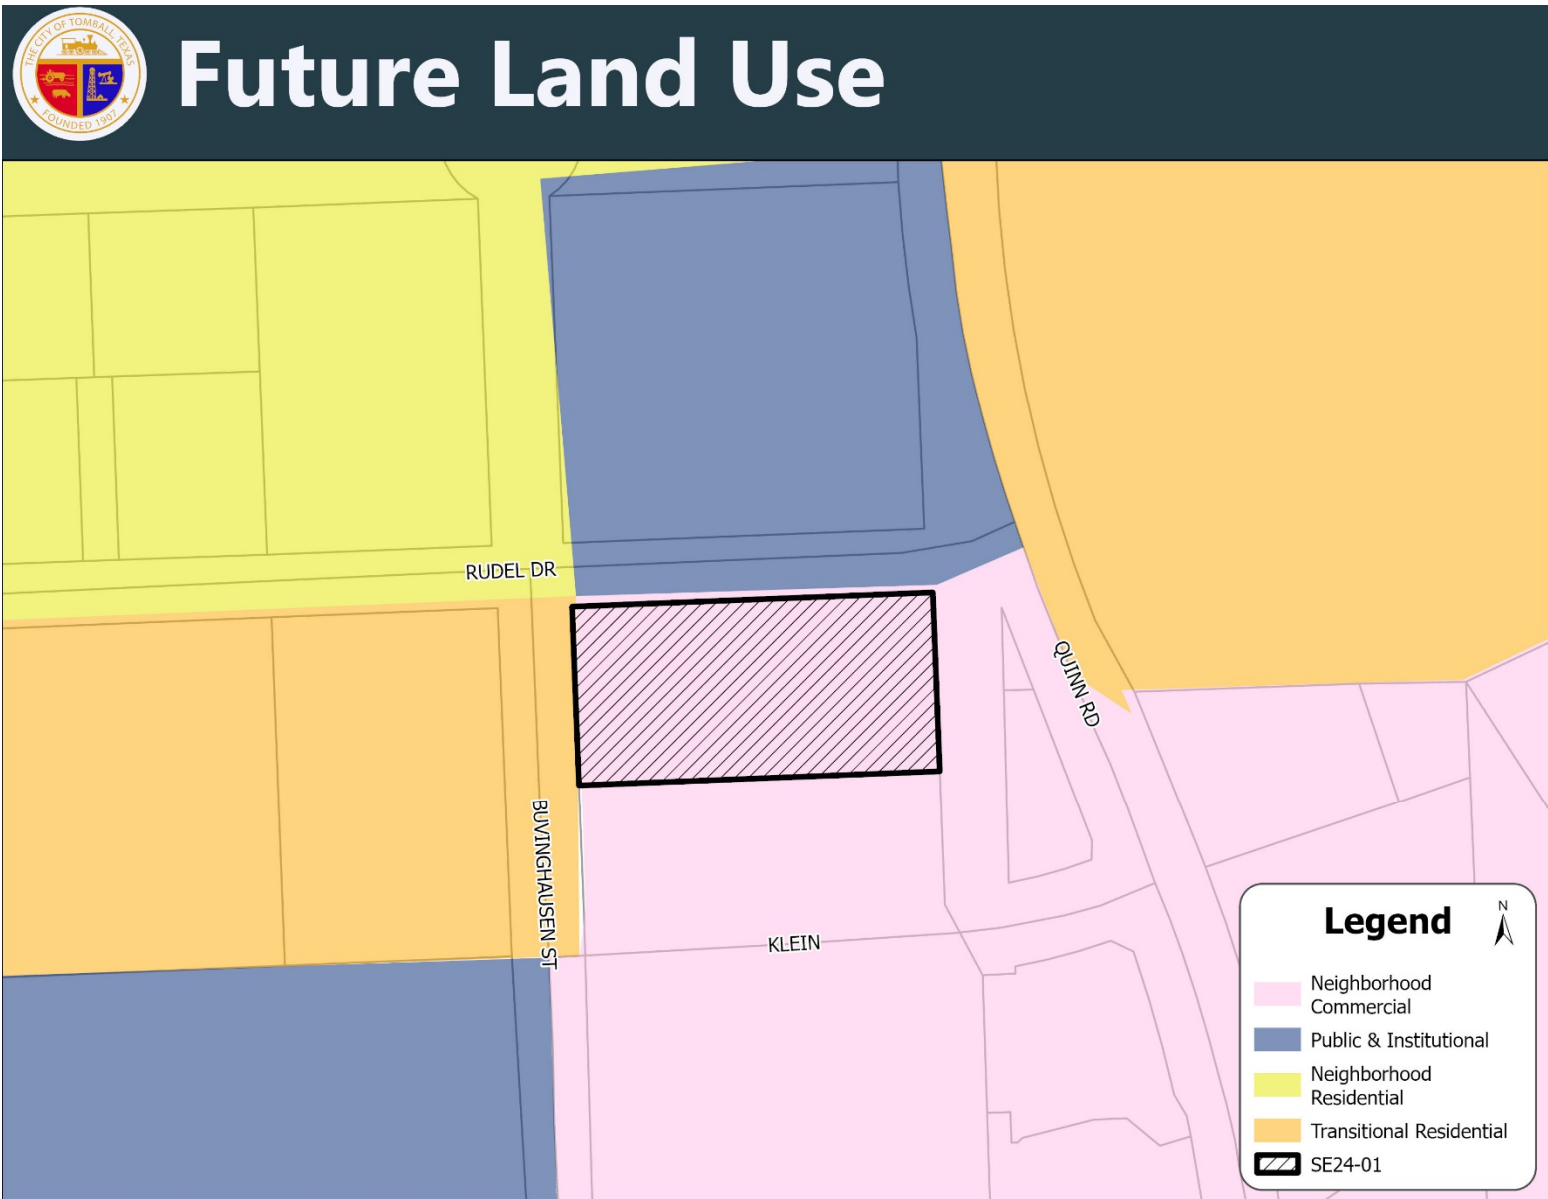 THE CITY OF TOMBALL, TEXAS
FOUNDED 1907
Future Land Use
RUDEL DR
QUINN RD
BUVINGHAUSEN ST
KLEIN
Legend
N
Neighborhood
Commercial
Public & Institutional
Neighborhood
Residential
Transitional Residential
SE24-01